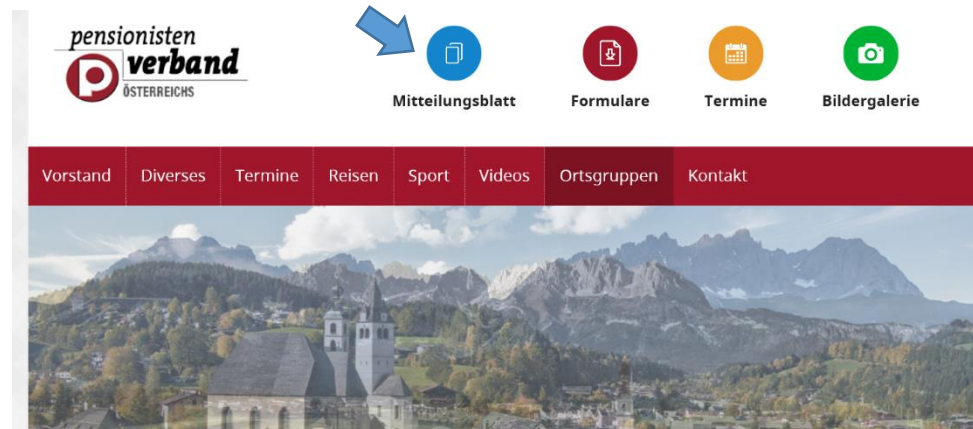 pensionisten
verband
ÖSTERREICHS
Mitteilungsblatt Formulare Termine Bildergalerie
Vorstand Diverses Termine Reisen Sport Videos Ortsgruppen Kontakt